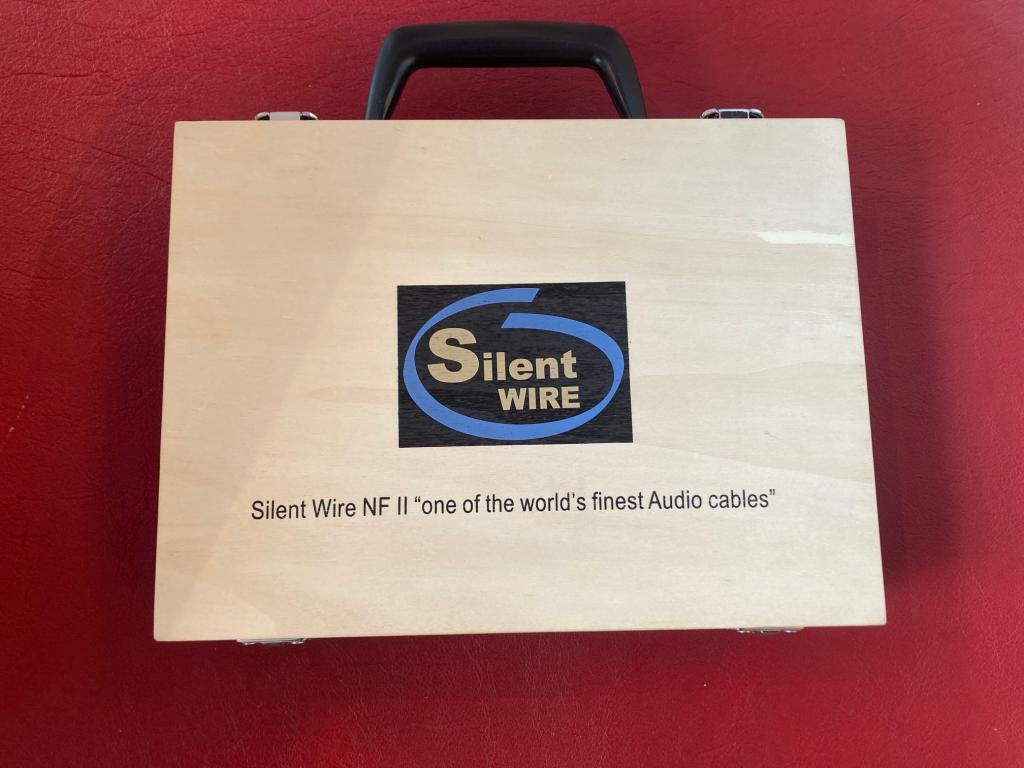 Silent
WIRE
Silent Wire NF II “one of the world’s finest Audio cables”